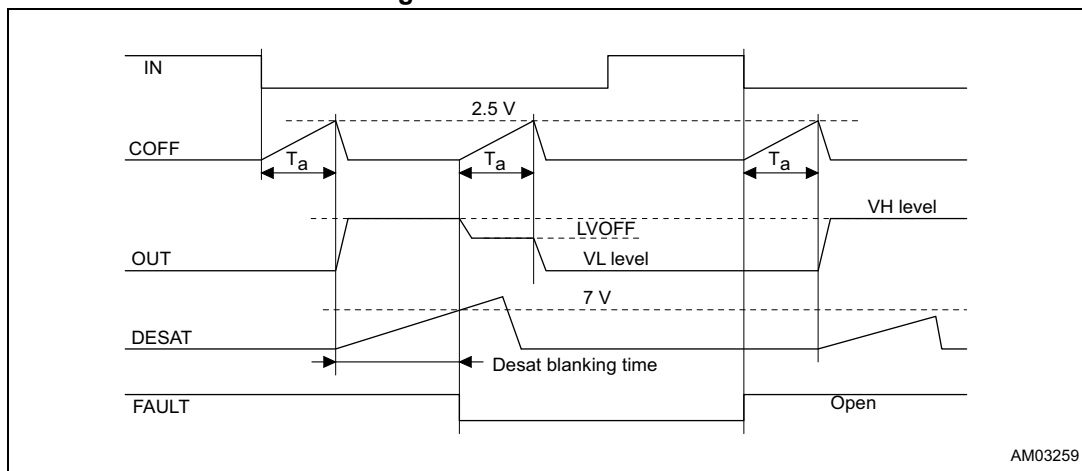 g
IN
2.5 V
COFF
Ta Ta Ta
VH level
LVOFF
OUT VL level
7 V
DESAT
Desat blanking time
FAULT Open
AM03259